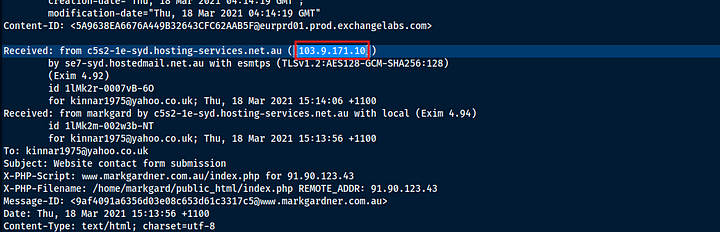 creation-date="Thu, 18 Mar 2021 04:14:19 GMT";
modification-date="Thu, 18 Mar 2021 04:14:19 GMT"
Content-ID: <5A9638EA6676A449B32643CFC62AAB5F@eurprd01.prod.exchangelabs.com>
Received: from c5s2-1e-syd.hosting-services.net.au ([103.9.171.10])
by se7-syd.hostedmail.net.au with esmtps (TLSv1.2:AES128-GCM-SHA256:128)
(Exim 4.92)
id 1lMk2r-0007vB-6O
for kinnar1975@yahoo.co.uk; Thu, 18 Mar 2021 15:14:06 +1100
Received: from markgard by c5s2-1e-syd.hosting-services.net.au with local (Exim 4.94)
id 1lMk2m-002w3b-NT
for kinnar1975@yahoo.co.uk; Thu, 18 Mar 2021 15:13:56 +1100
To: kinnar1975@yahoo.co.uk
Subject: Website contact form submission
X-PHP-Script: www.markgardner.com.au/index.php for 91.90.123.43
X-PHP-Filename: /home/markgard/public_html/index.php REMOTE_ADDR: 91.90.123.43
Message-ID: <9af4091a6356d03e08c653d61c3317c5@www.markgardner.com.au>
Date: Thu, 18 Mar 2021 15:13:56 +1100
Content-Type: text/html; charset=utf-8